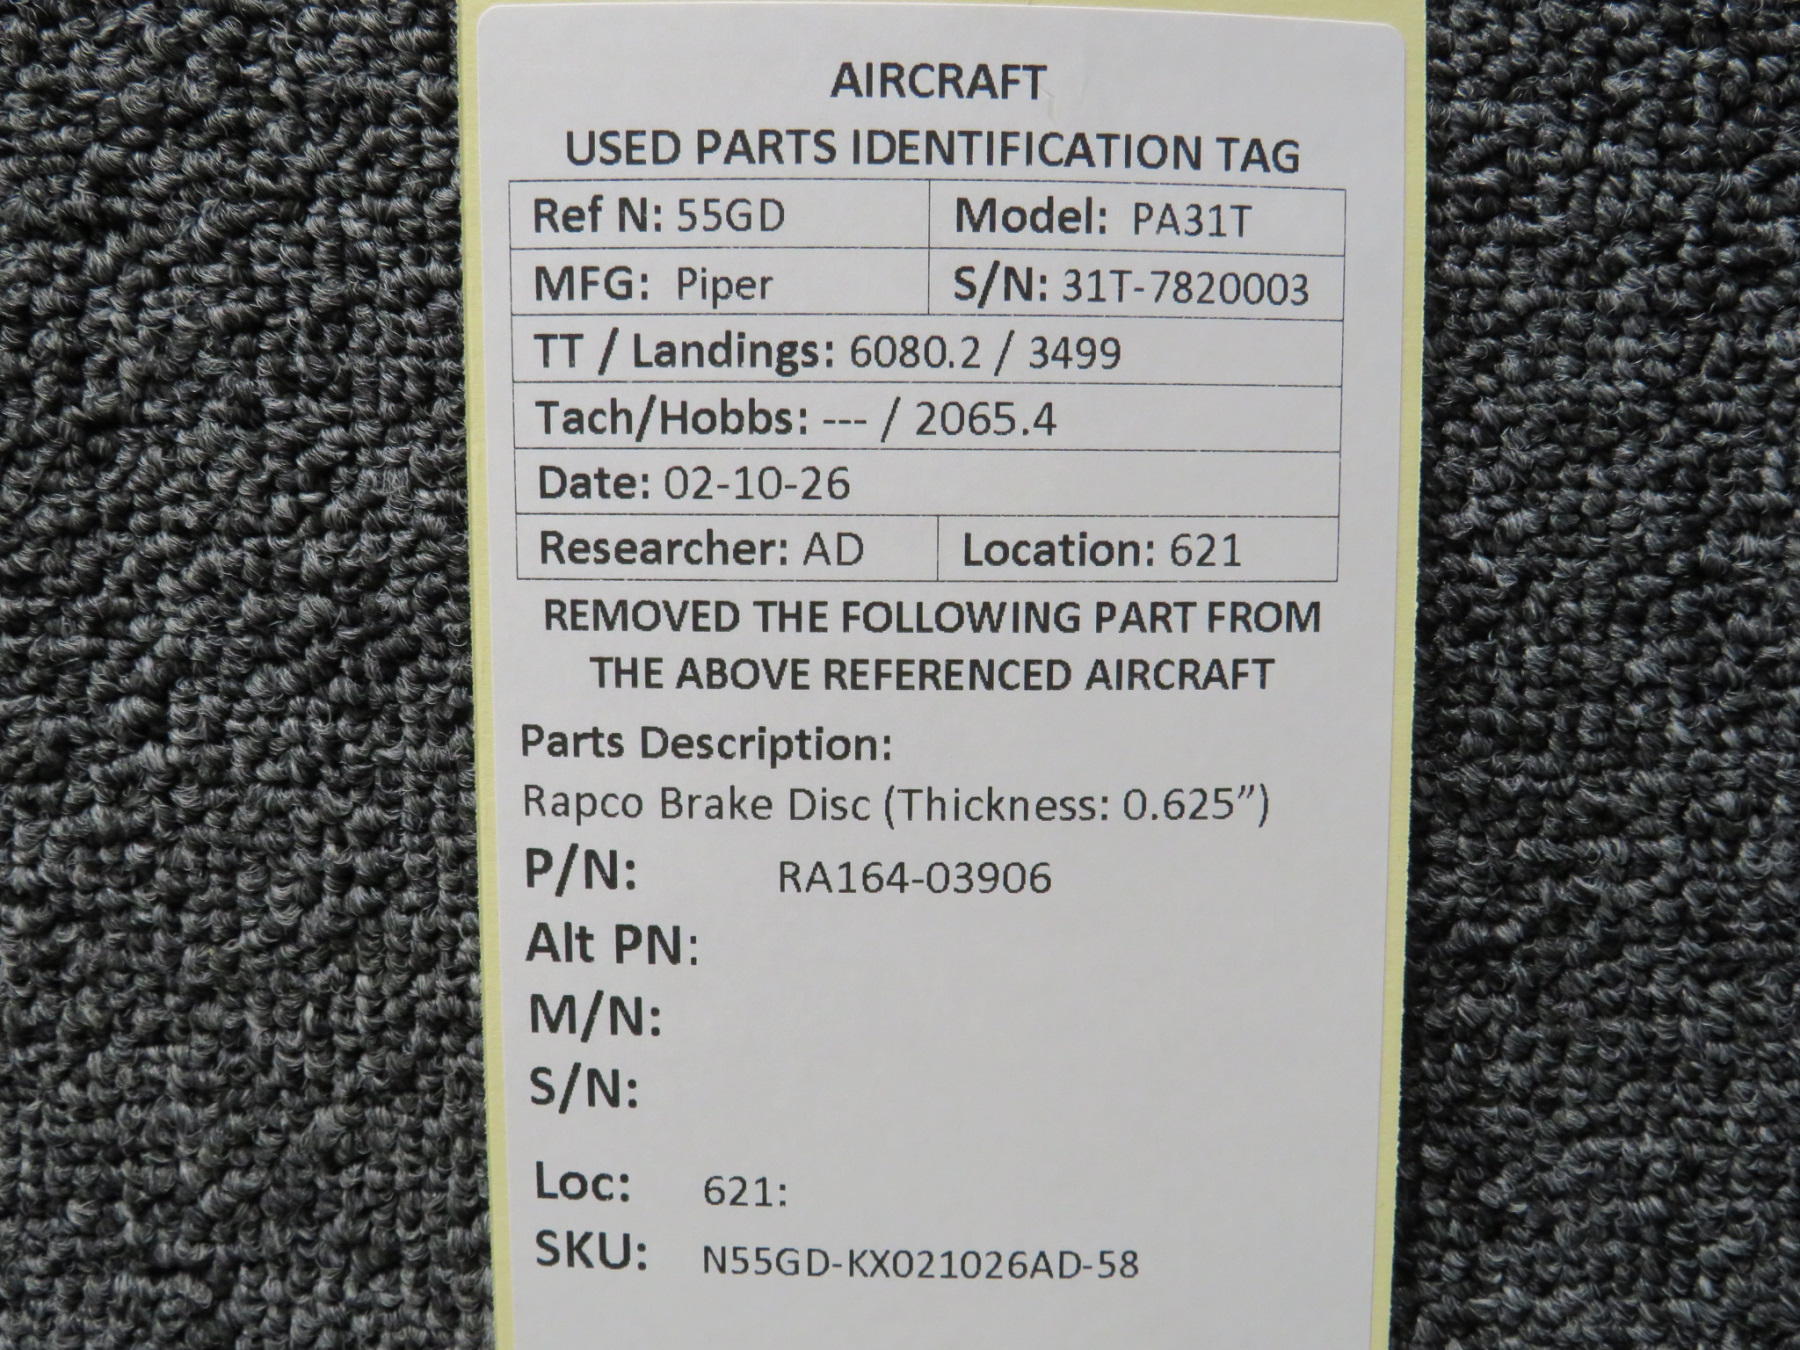 AIRCRAFT
USED PARTS IDENTIFICATION TAG
Ref N: 55GD Model: PA31T
MFG: Piper S/N: 31T-7820003
TT / Landings: 6080.2 / 3499
Tach/Hobbs: --- / 2065.4
Date: 02-10-26
Researcher: AD Location: 621
REMOVED THE FOLLOWING PART FROM
THE ABOVE REFERENCED AIRCRAFT
Parts Description:
Rapco Brake Disc (Thickness: 0.625”)
P/N: RA164-03906
Alt PN:
M/N:
S/N:
Loc: 621:
SKU: N55GD-KX021026AD-58